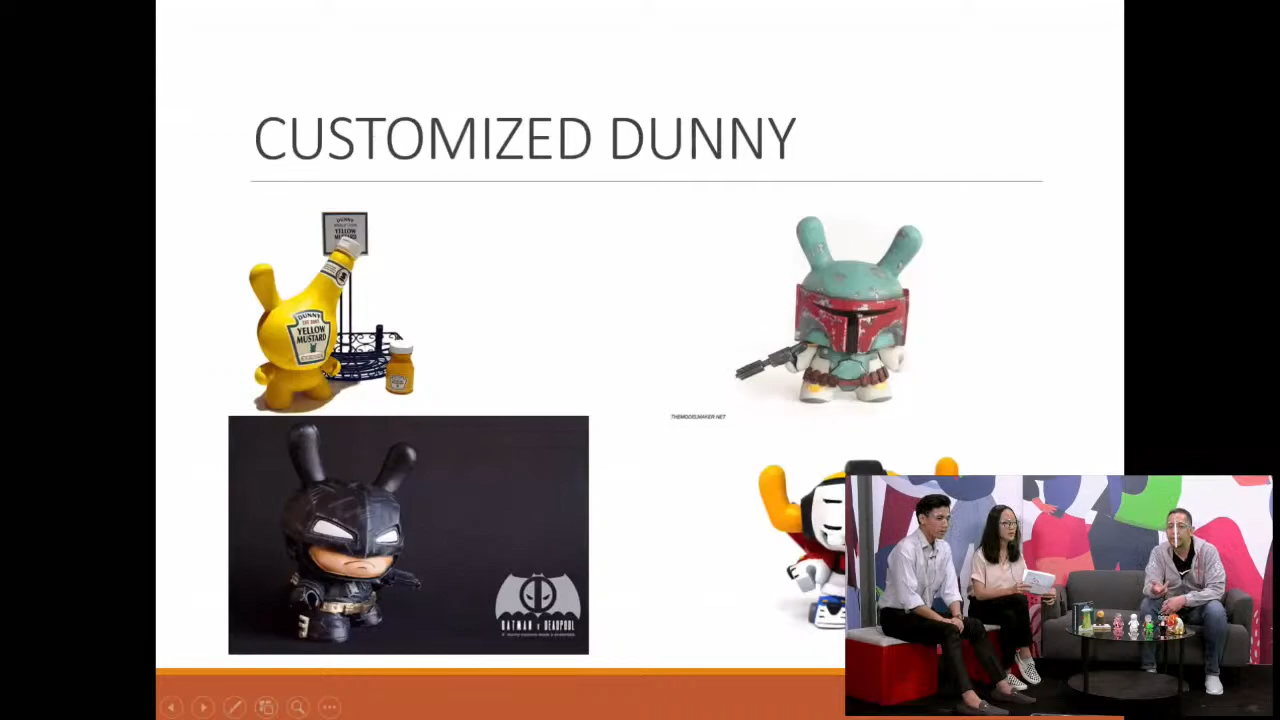 CUSTOMIZED DUNNY
DUNNY
YELLOW
MUSTARD
DUNNY
YELLOW
MUSTARD
THEMODELMAKER.NET
BATMAN v DEADPOOL